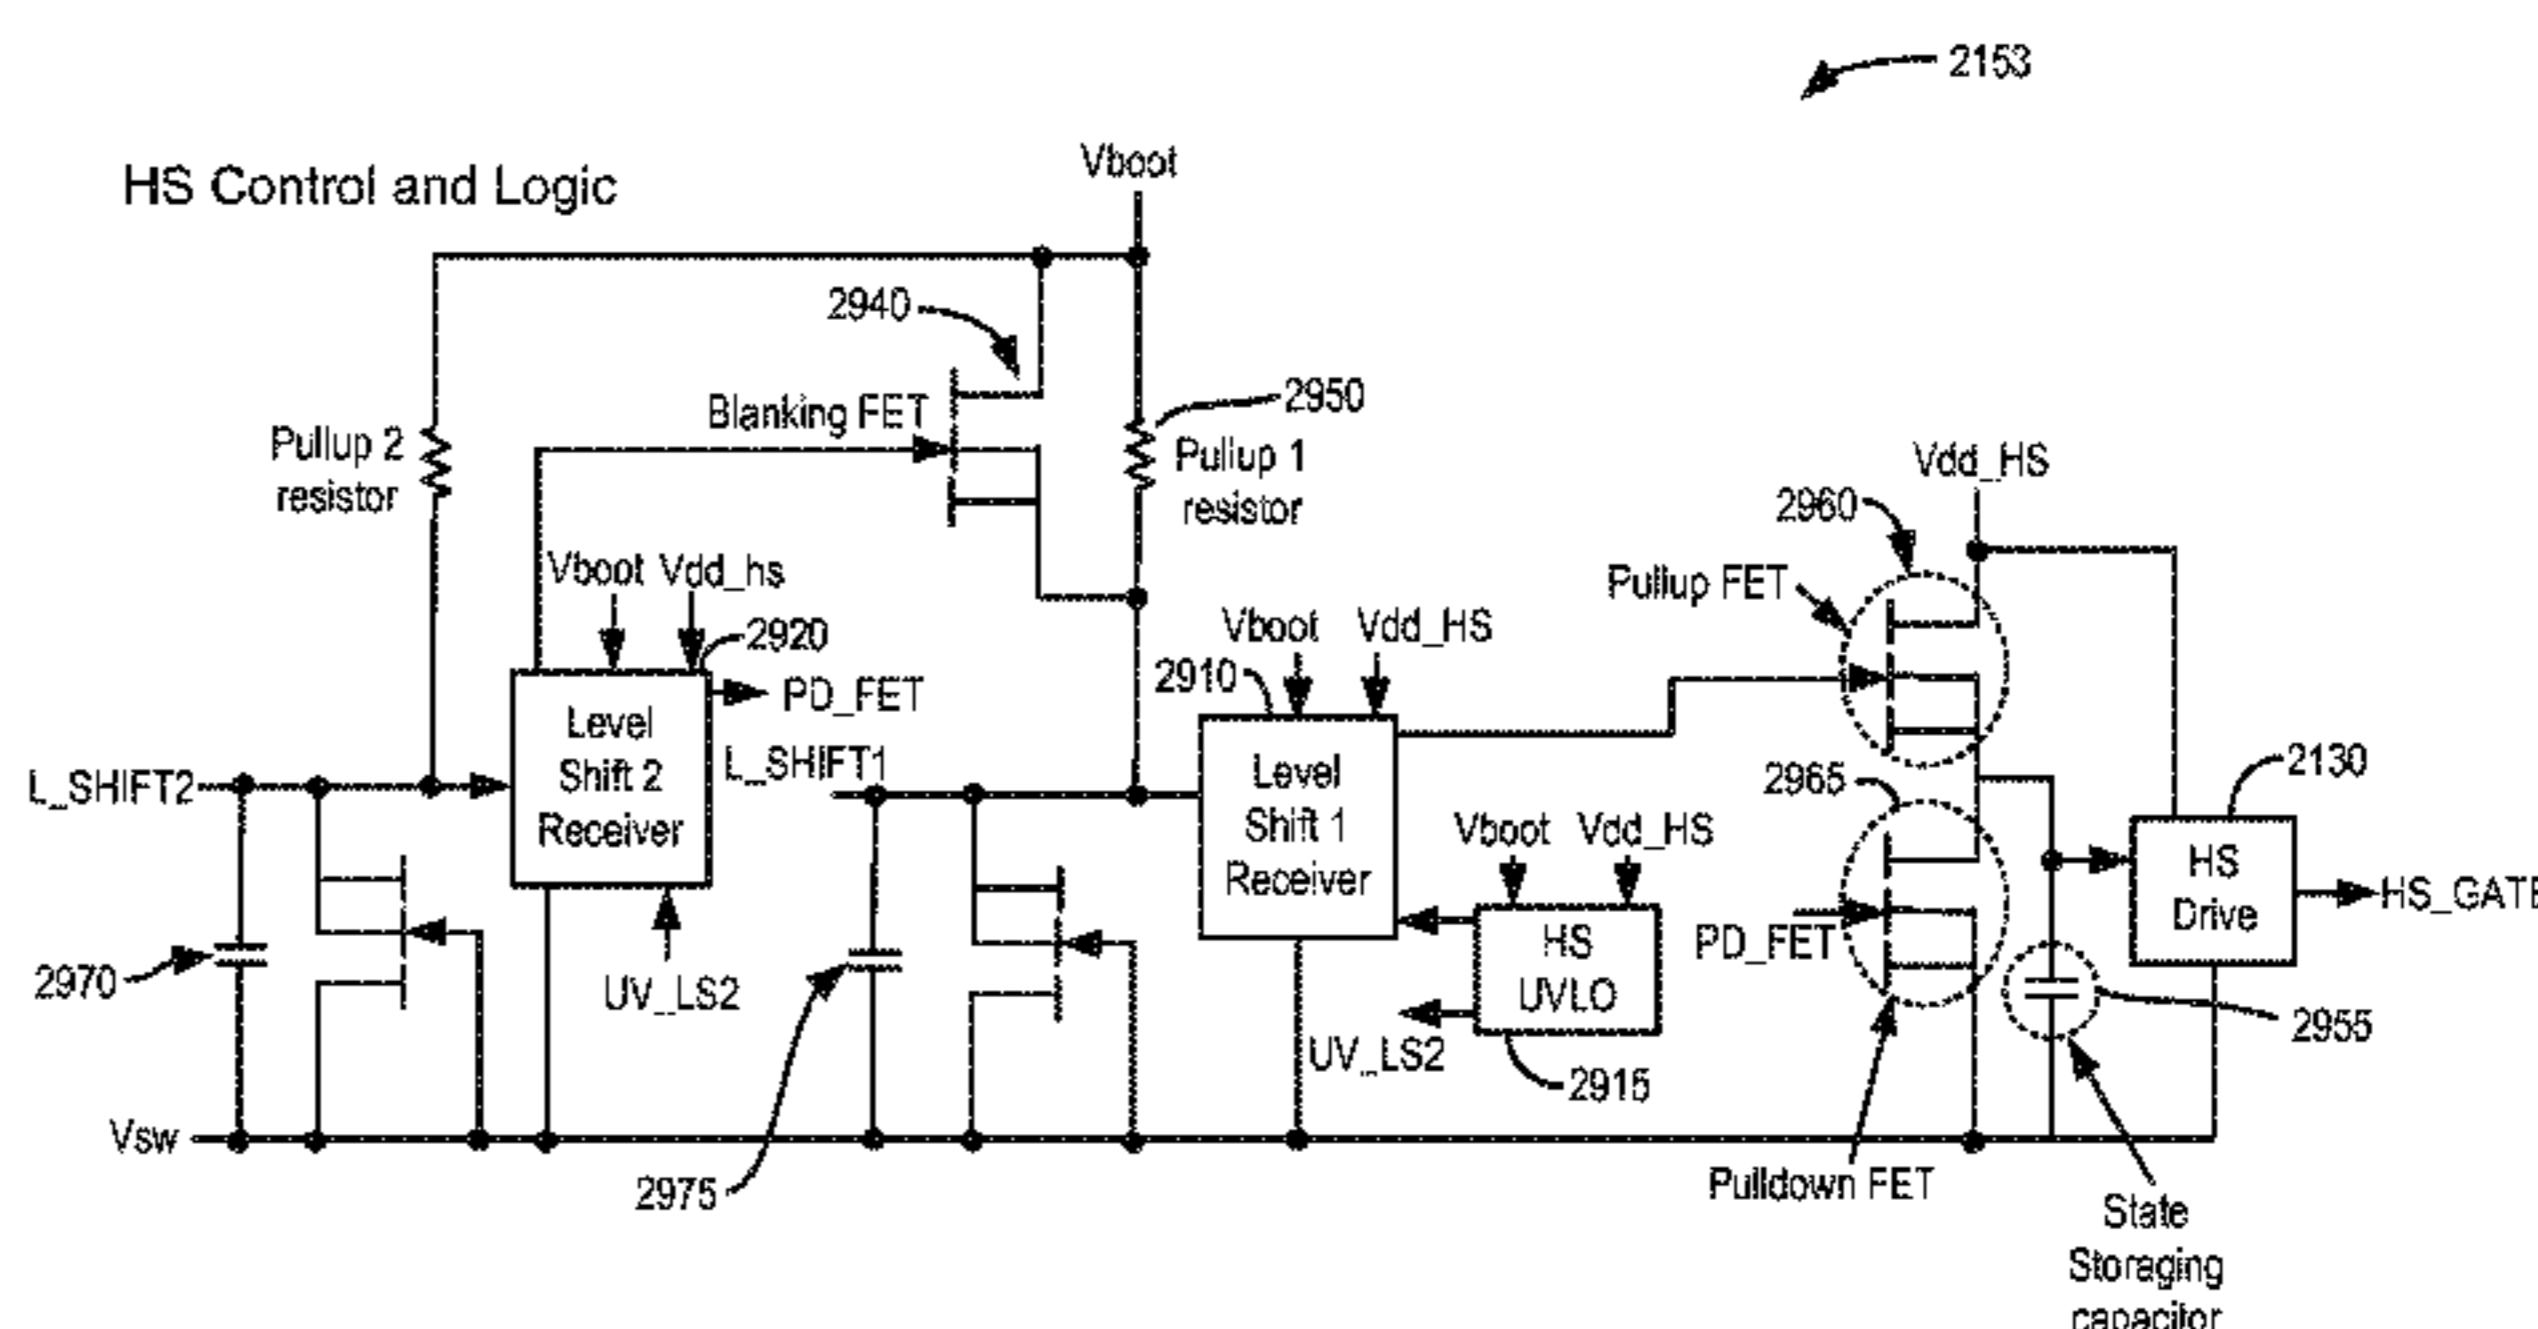 2153
HS Control and Logic
Vboot
2940
2950
Blanking FET
Pullup 2
resistor
Pullup 1
resistor
Vdd_HS
2960
Pullup FET
Vboot Vdd_hs
2920
PD_FET
Vboot Vdd_HS
2910
Level
Shift 2
Receiver
L_SHIFT2
L_SHIFT1
Level
Shift 1
Receiver
2965
2130
Vboot Vdd_HS
HS
Drive
HS_GATE
PD_FET
HS
UVLO
2970
UV_LS2
2955
UV_LS2
2915
Vsw
2975
Pulldown FET
State
Storaging
capacitor